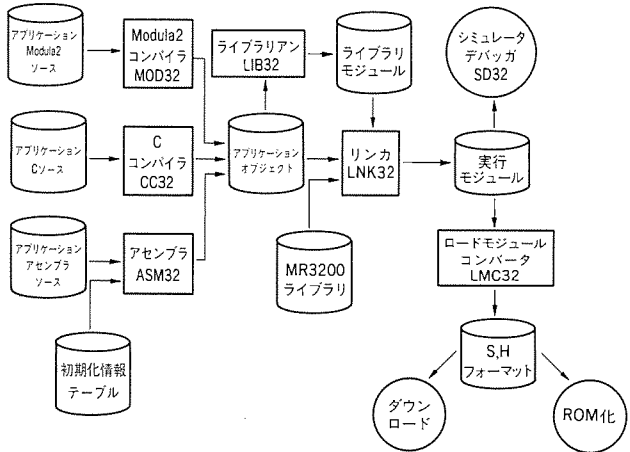 アプリケーション
Modula2
ソース
Modula2
コンパイラ
MOD32
ライブラリアン
LIB32
ライブラリ
モジュール
シミュレータ
デバッガ
SD32
アプリケーション
Cソース
C
コンパイラ
CC32
アプリケーション
オブジェクト
リンカ
LNK32
実行
モジュール
アプリケーション
アセンブラ
ソース
アセンブラ
ASM32
MR3200
ライブラリ
ロードモジュール
コンバータ
LMC32
初期化情報
テーブル
S,H
フォーマット
ダウン
ロード
ROM化